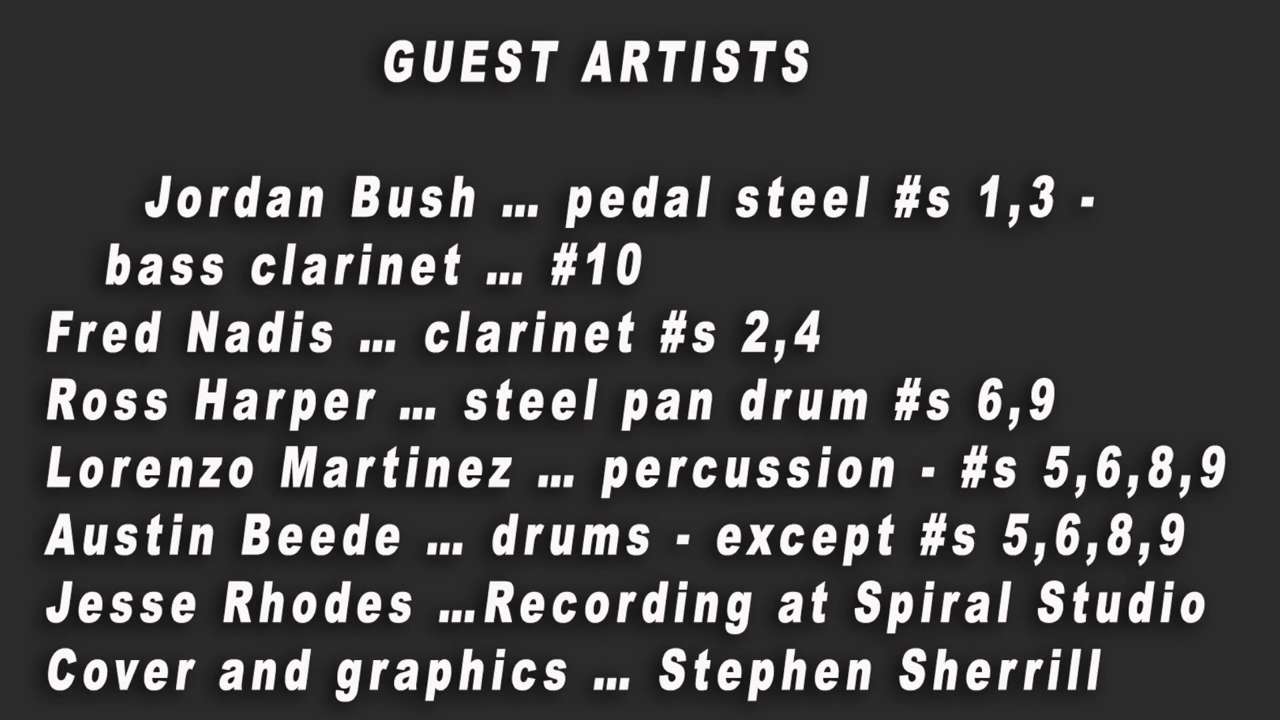 GUEST ARTISTS
Jordan Bush … pedal steel #s 1,3 -
bass clarinet … #10
Fred Nadis … clarinet #s 2,4
Ross Harper … steel pan drum #s 6,9
Lorenzo Martinez … percussion - #s 5,6,8,9
Austin Beede … drums - except #s 5,6,8,9
Jesse Rhodes …Recording at Spiral Studio
Cover and graphics … Stephen Sherrill